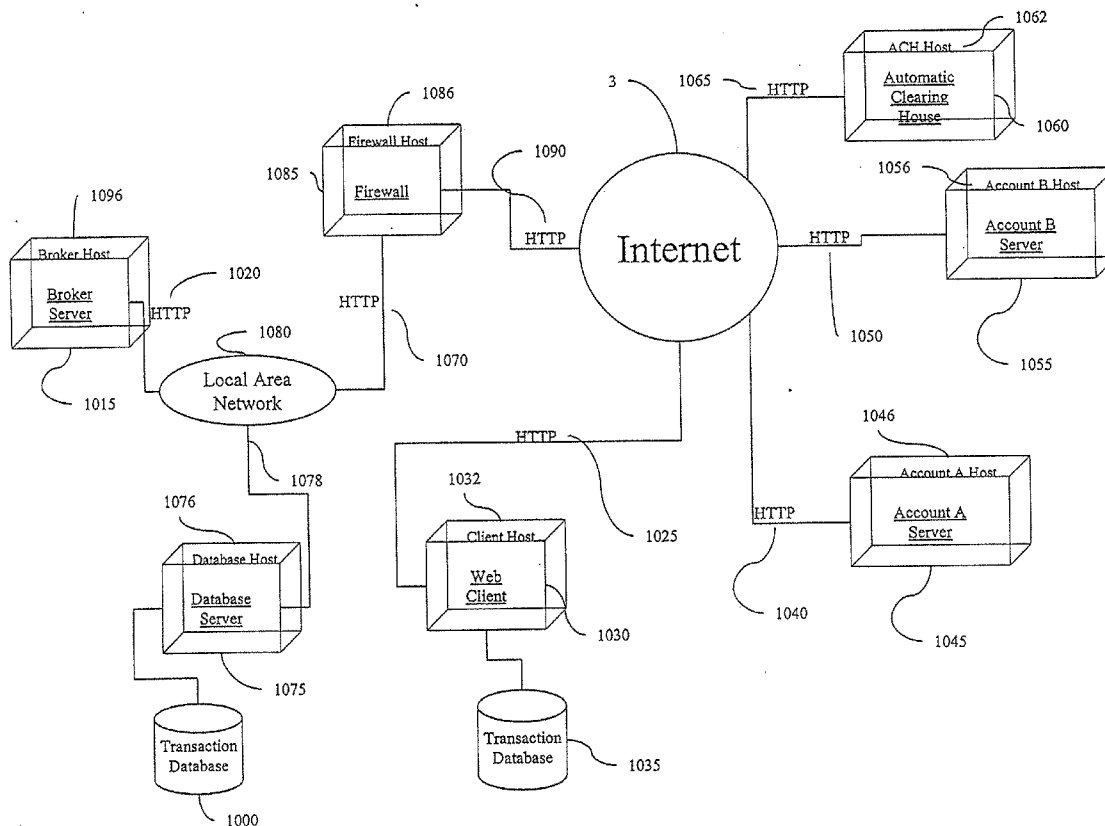 1062
ACH Host
Automatic
Clearing
House
1060
1065
HTTP
3
1086
Firewall Host
Firewall
1085
1090
HTTP
1056
Account B Host
Account B
Server
1055
HTTP
1050
Internet
1096
Broker Host
Broker
Server
1015
1020
HTTP
1080
Local Area
Network
HTTP
1070
1078
1076
Database Host
Database
Server
1075
Transaction
Database
1000
HTTP
1025
1032
Client Host
Web
Client
1030
Transaction
Database
1035
1046
Account A Host
Account A
Server
1045
HTTP
1040